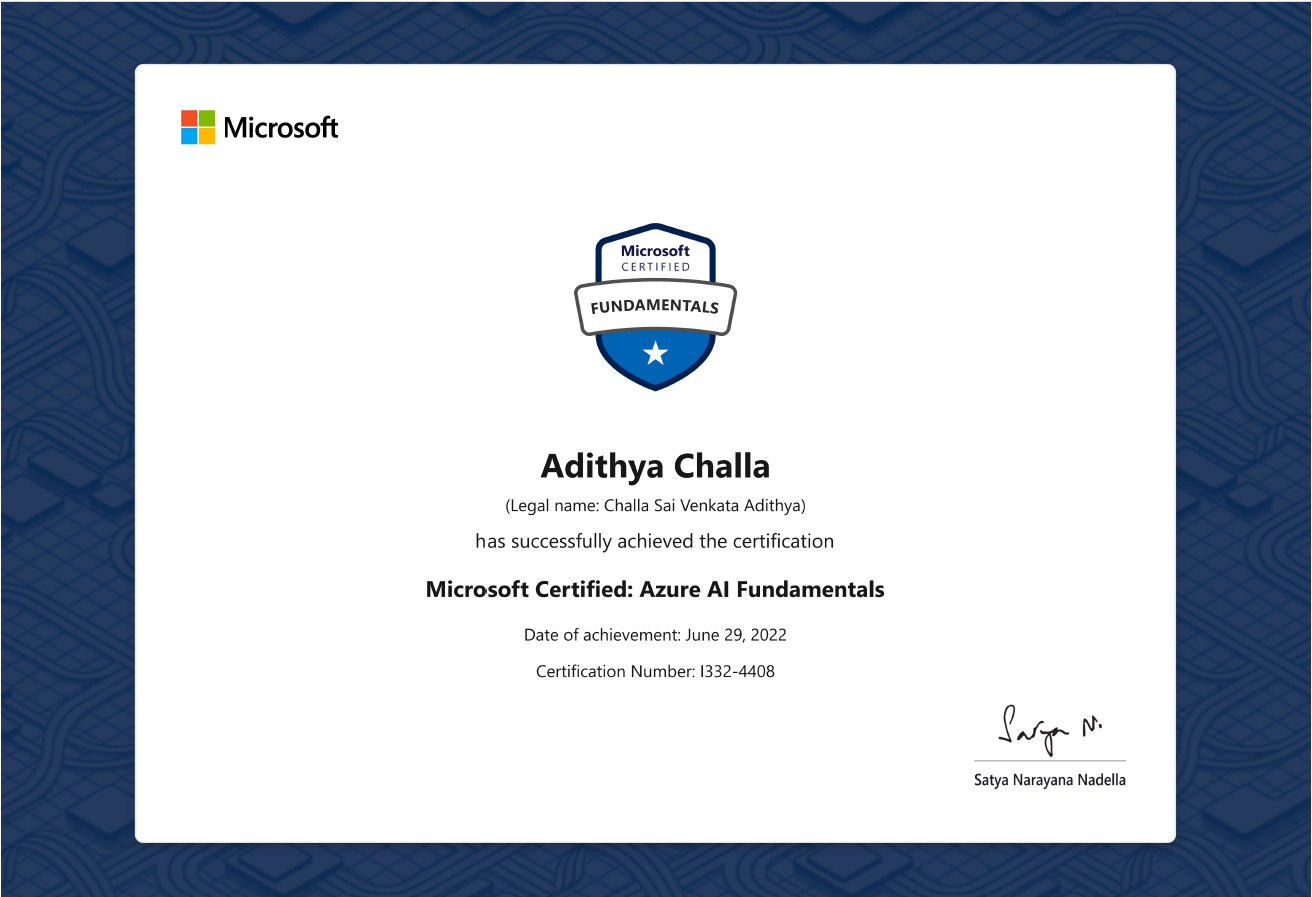 Microsoft
Microsoft
CERTIFIED
FUNDAMENTALS
Adithya Challa
(Legal name: Challa Sai Venkata Adithya)
has successfully achieved the certification
Microsoft Certified: Azure AI Fundamentals
Date of achievement: June 29, 2022
Certification Number: I332-4408
Satya N.
Satya Narayana Nadella